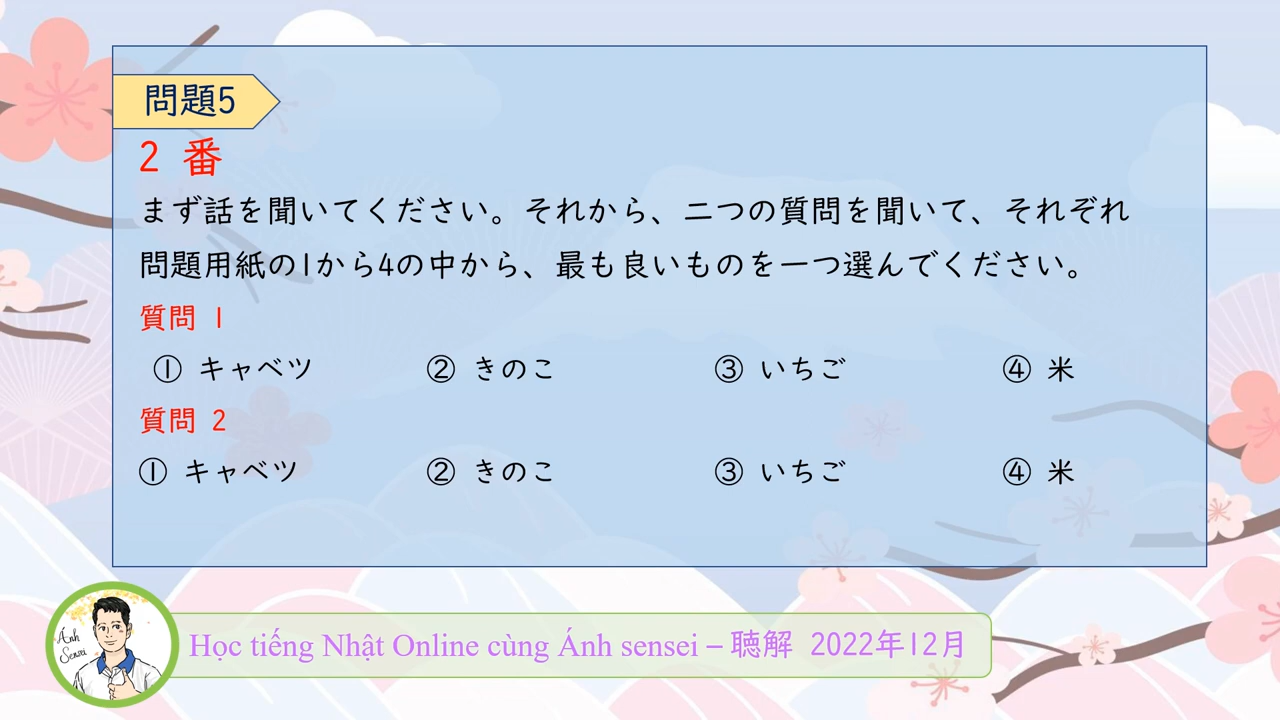 問題5
2 番
まず話を聞いてください。それから、二つの質問を聞いて、それぞれ
問題用紙の1から4の中から、最も良いものを一つ選んでください。
質問 1
① キャベツ ② きのこ ③ いちご ④ 米
質問 2
① キャベツ ② きのこ ③ いちご ④ 米
Ánh
Sensei
Học tiếng Nhật Online cùng Ánh sensei – 聴解 2022年12月